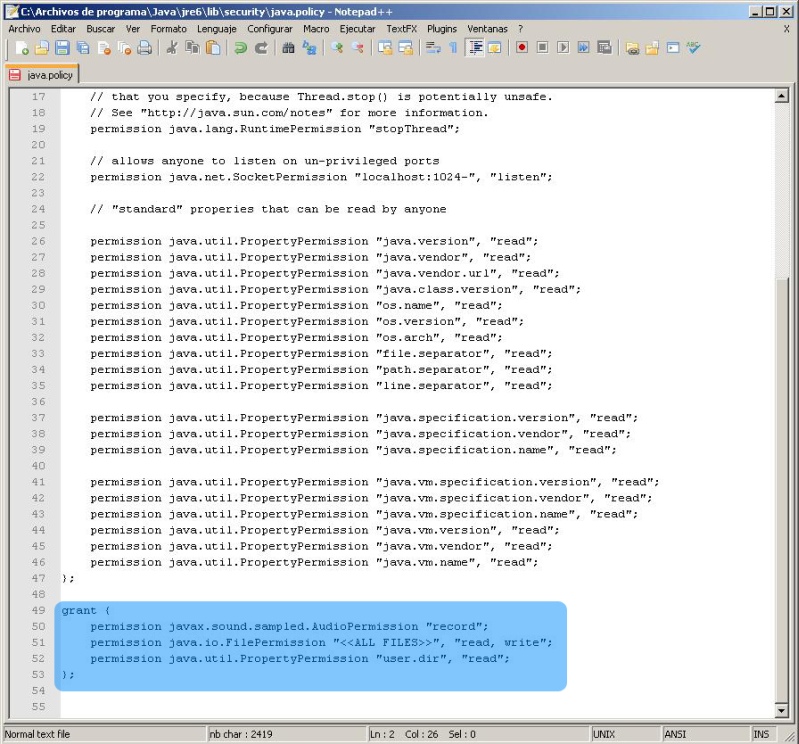 C:\Archivos de programa\Java\jre6\lib\security\java.policy - Notepad++
Archivo Editar Buscar Ver Formato Lenguaje Configurar Macro Ejecutar TextFX Plugins Ventanas ? X
java.policy
17 // that you specify, because Thread.stop() is potentially unsafe.
18 // See "http://java.sun.com/notes" for more information.
19 permission java.lang.RuntimePermission "stopThread";
20
21 // allows anyone to listen on un-privileged ports
22 permission java.net.SocketPermission "localhost:1024-", "listen";
23
24 // "standard" properies that can be read by anyone
25
26 permission java.util.PropertyPermission "java.version", "read";
27 permission java.util.PropertyPermission "java.vendor", "read";
28 permission java.util.PropertyPermission "java.vendor.url", "read";
29 permission java.util.PropertyPermission "java.class.version", "read";
30 permission java.util.PropertyPermission "os.name", "read";
31 permission java.util.PropertyPermission "os.version", "read";
32 permission java.util.PropertyPermission "os.arch", "read";
33 permission java.util.PropertyPermission "file.separator", "read";
34 permission java.util.PropertyPermission "path.separator", "read";
35 permission java.util.PropertyPermission "line.separator", "read";
36
37 permission java.util.PropertyPermission "java.specification.version", "read";
38 permission java.util.PropertyPermission "java.specification.vendor", "read";
39 permission java.util.PropertyPermission "java.specification.name", "read";
40
41 permission java.util.PropertyPermission "java.vm.specification.version", "read";
42 permission java.util.PropertyPermission "java.vm.specification.vendor", "read";
43 permission java.util.PropertyPermission "java.vm.specification.name", "read";
44 permission java.util.PropertyPermission "java.vm.version", "read";
45 permission java.util.PropertyPermission "java.vm.vendor", "read";
46 permission java.util.PropertyPermission "java.vm.name", "read";
47 };
48
49 grant {
50 permission javax.sound.sampled.AudioPermission "record";
51 permission java.io.FilePermission "<<ALL FILES>>", "read, write";
52 permission java.util.PropertyPermission "user.dir", "read";
53 };
54
55
Normal text file nb char : 2419 Ln : 2 Col : 26 Sel : 0 UNIX ANSI INS